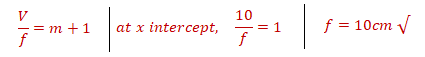 V/f = m + 1 | at x intercept, 10/f = 1 | f = 10cm √